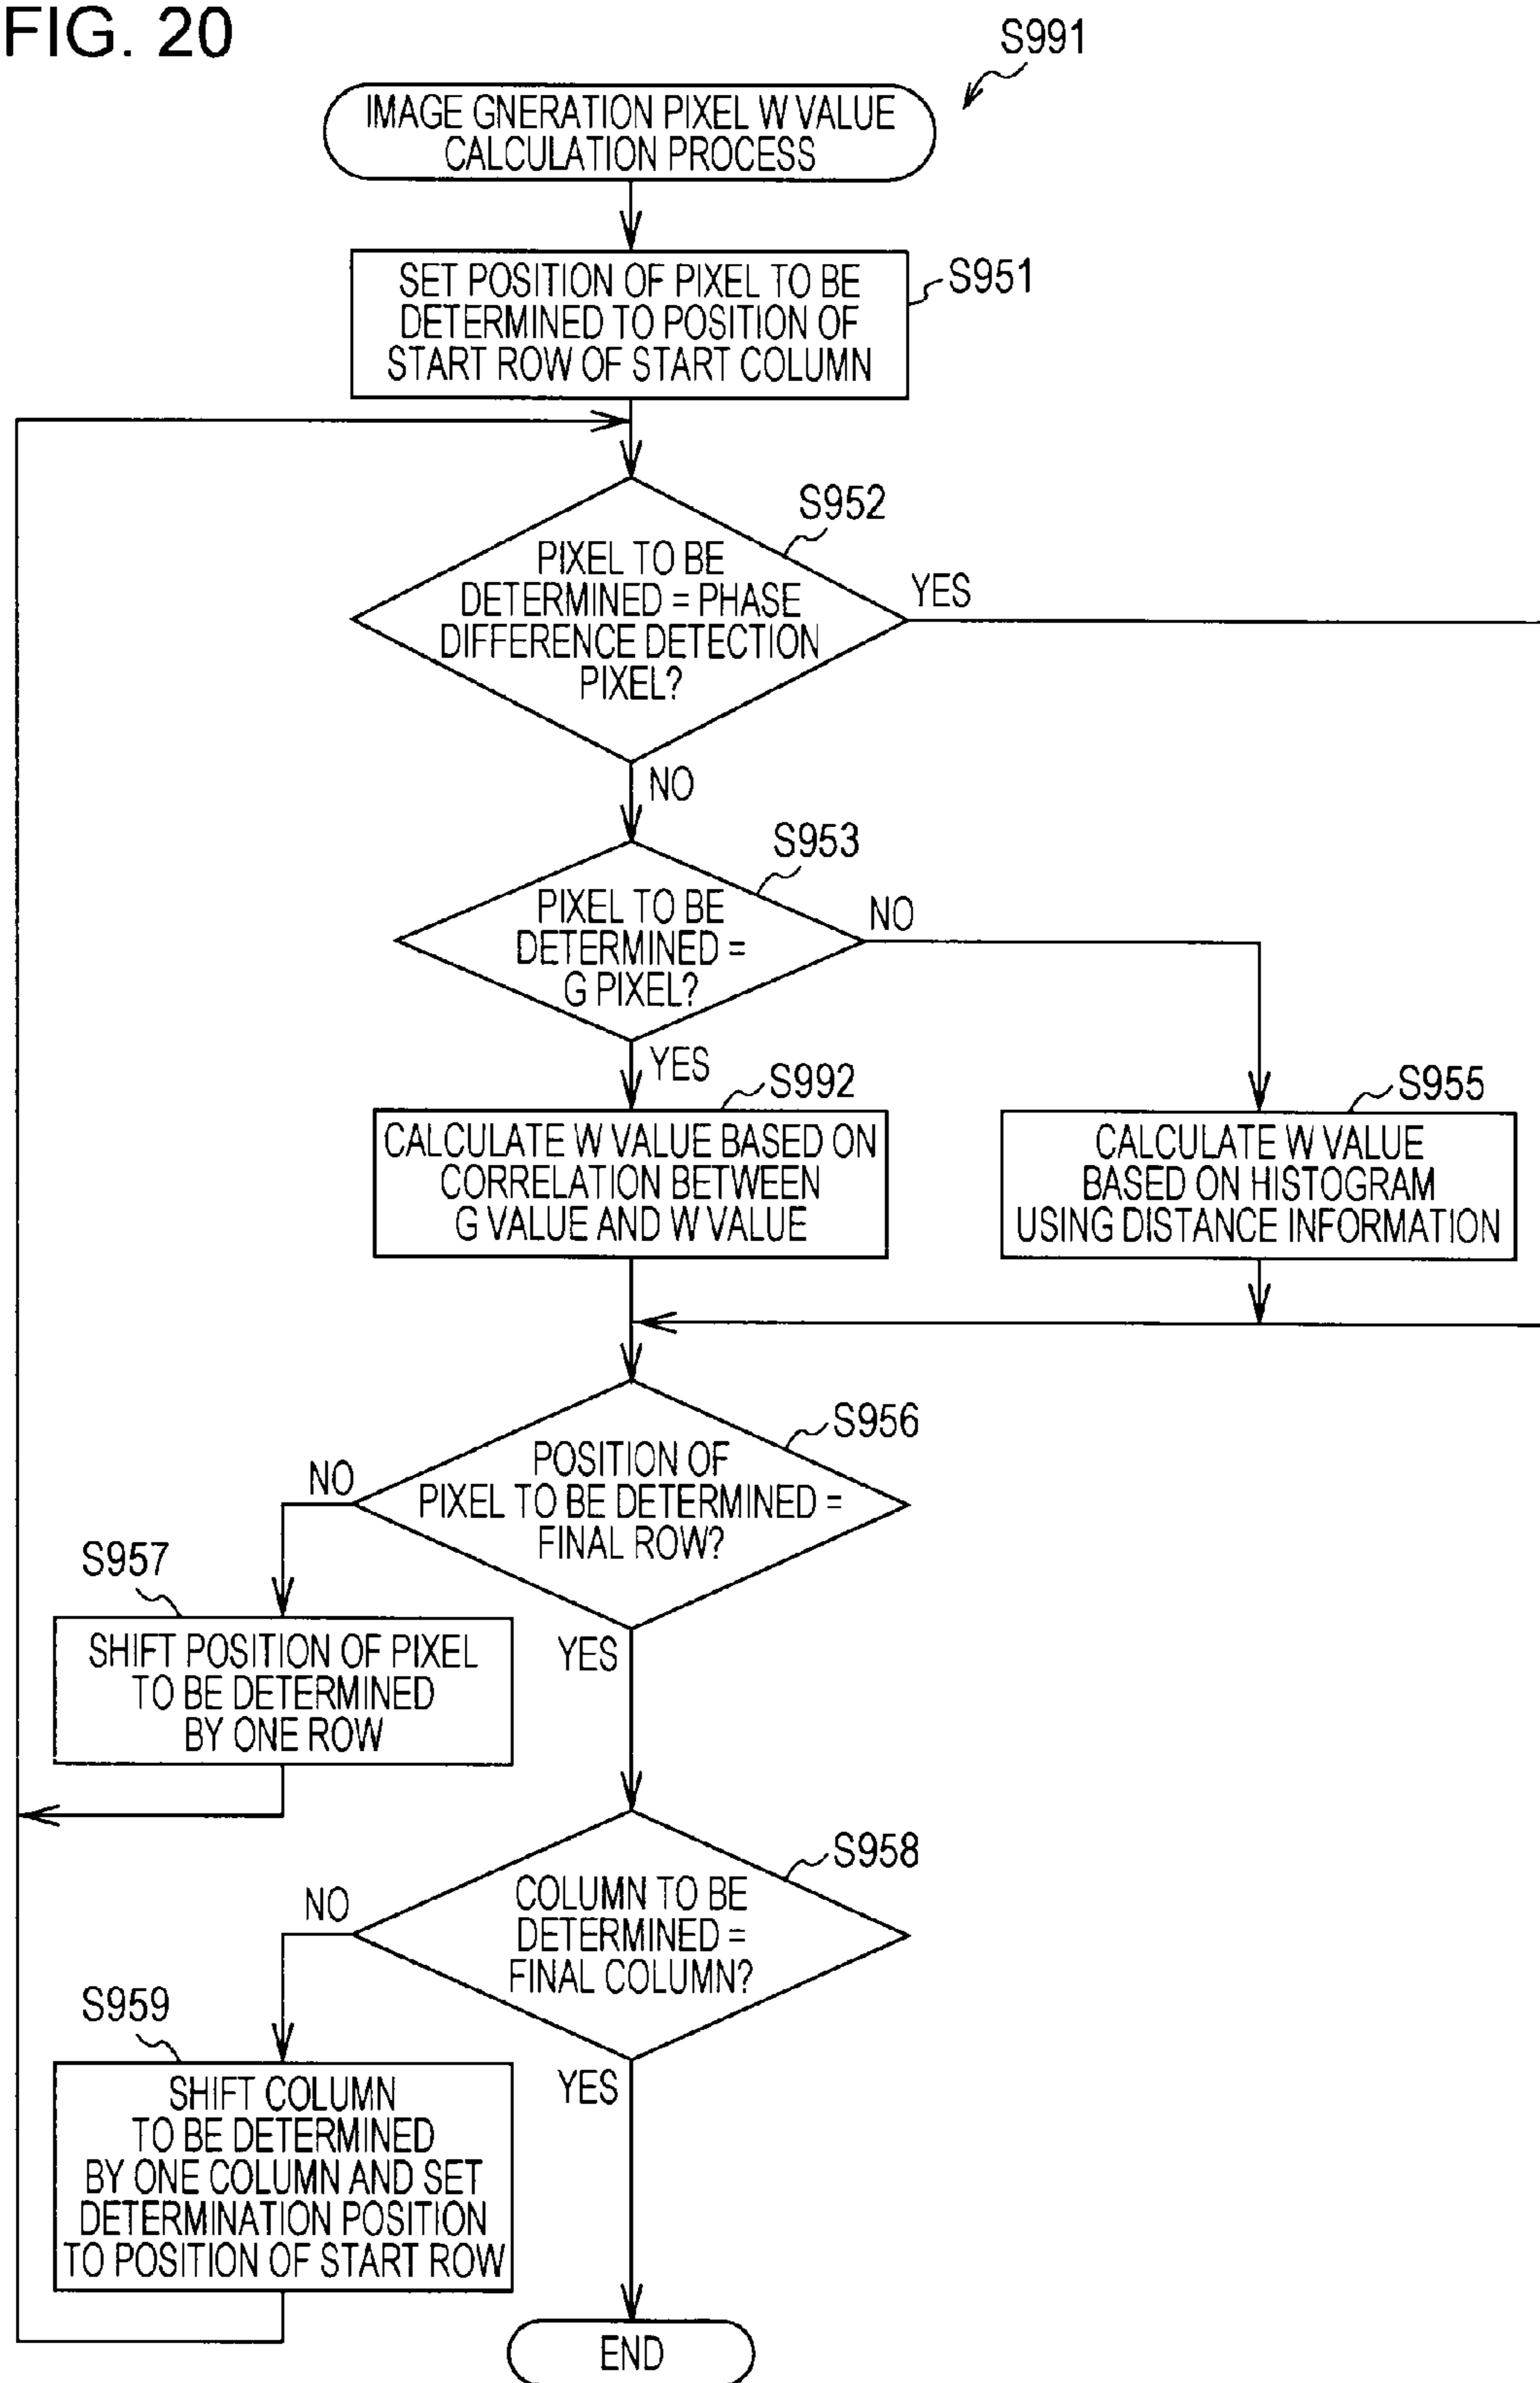 FIG. 20
S991
IMAGE GNERATION PIXEL W VALUE
CALCULATION PROCESS
S951
SET POSITION OF PIXEL TO BE
DETERMINED TO POSITION OF
START ROW OF START COLUMN
S952
PIXEL TO BE
DETERMINED = PHASE
DIFFERENCE DETECTION
PIXEL?
YES
NO
S953
PIXEL TO BE
DETERMINED =
G PIXEL?
NO
YES
S992
CALCULATE W VALUE BASED ON
CORRELATION BETWEEN
G VALUE AND W VALUE
S955
CALCULATE W VALUE
BASED ON HISTOGRAM
USING DISTANCE INFORMATION
S956
POSITION OF
PIXEL TO BE DETERMINED =
FINAL ROW?
NO
YES
S957
SHIFT POSITION OF PIXEL
TO BE DETERMINED
BY ONE ROW
S958
COLUMN TO BE
DETERMINED =
FINAL COLUMN?
NO
YES
S959
SHIFT COLUMN
TO BE DETERMINED
BY ONE COLUMN AND SET
DETERMINATION POSITION
TO POSITION OF START ROW
END